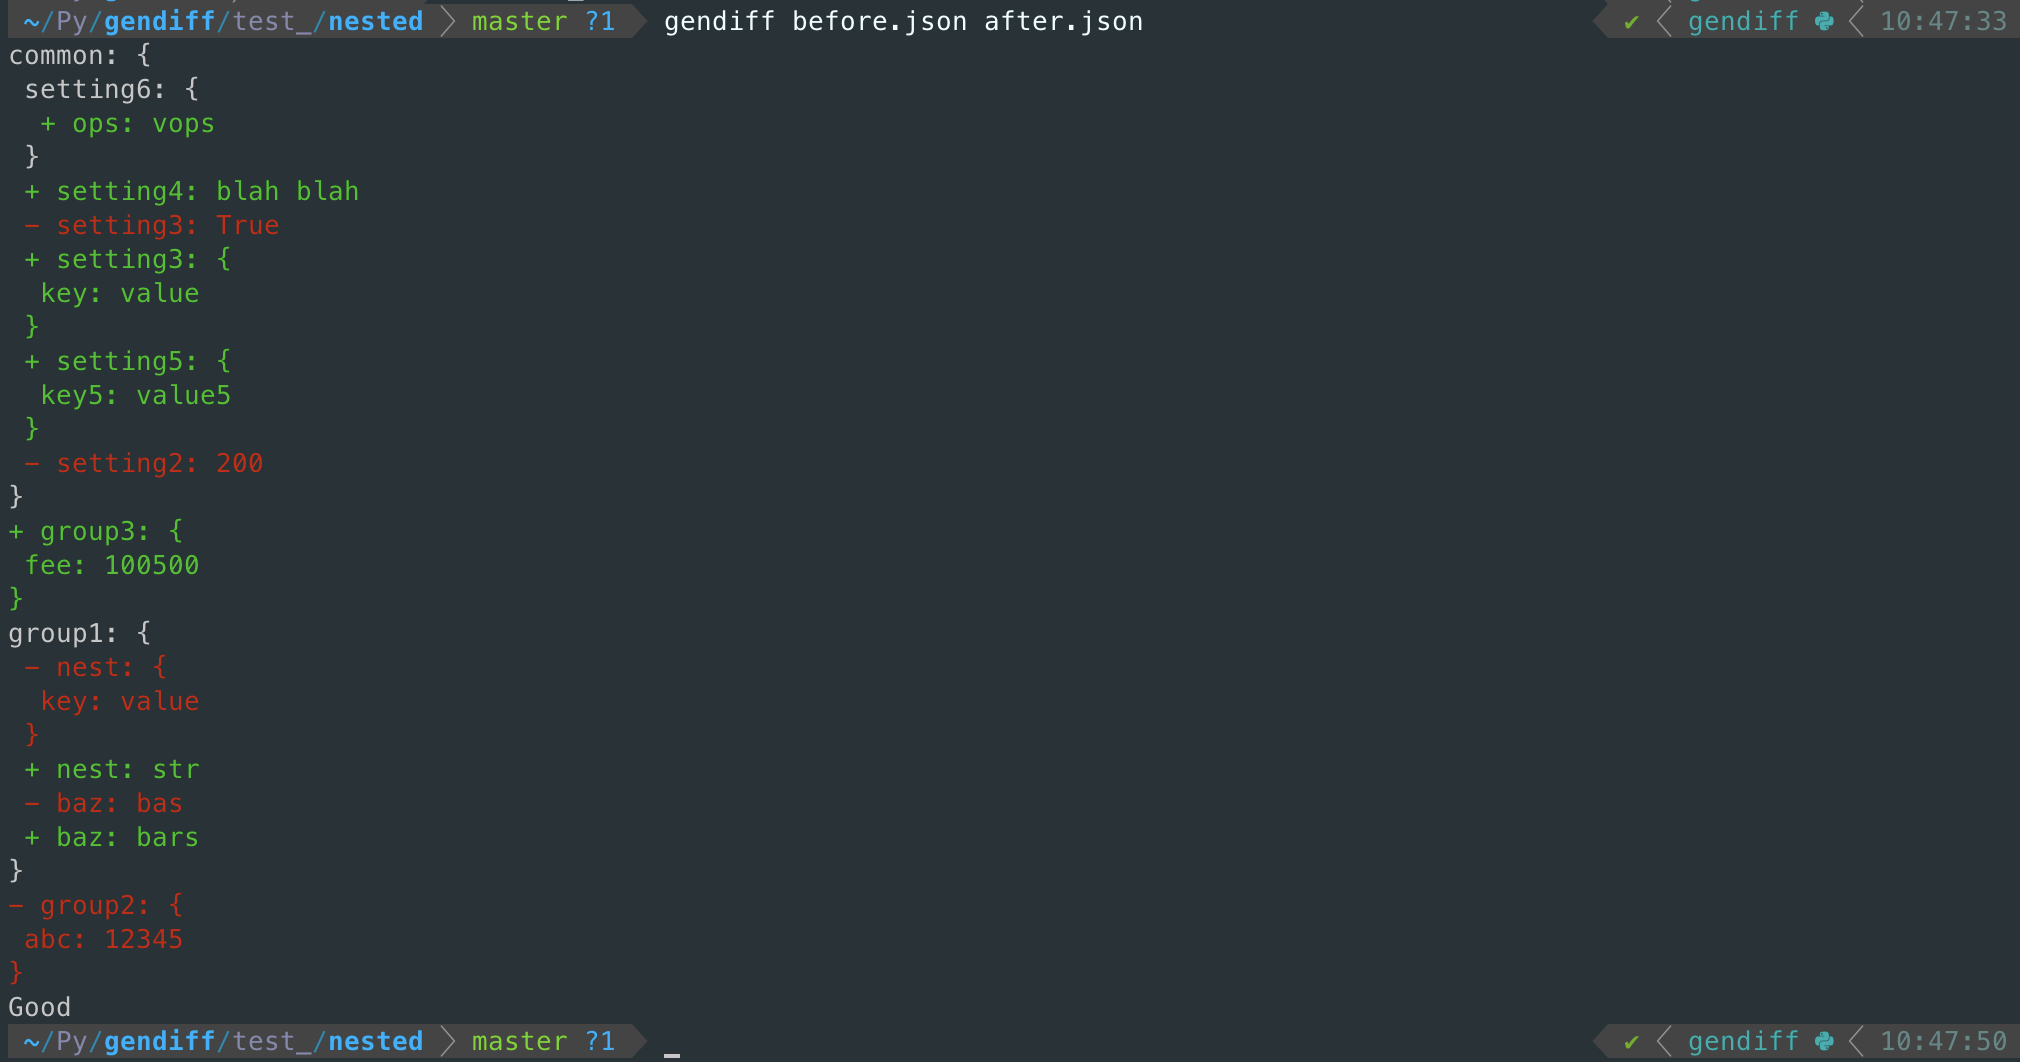 ~/Py/gendiff/test_/nested master ?1 gendiff before.json after.json ✔ gendiff 10:47:33
common: {
 setting6: {
  + ops: vops
 }
 + setting4: blah blah
 - setting3: True
 + setting3: {
  key: value
 }
 + setting5: {
  key5: value5
 }
 - setting2: 200
}
+ group3: {
 fee: 100500
}
group1: {
 - nest: {
  key: value
 }
 + nest: str
 - baz: bas
 + baz: bars
}
- group2: {
 abc: 12345
}
Good
~/Py/gendiff/test_/nested master ?1 _ ✔ gendiff 10:47:50